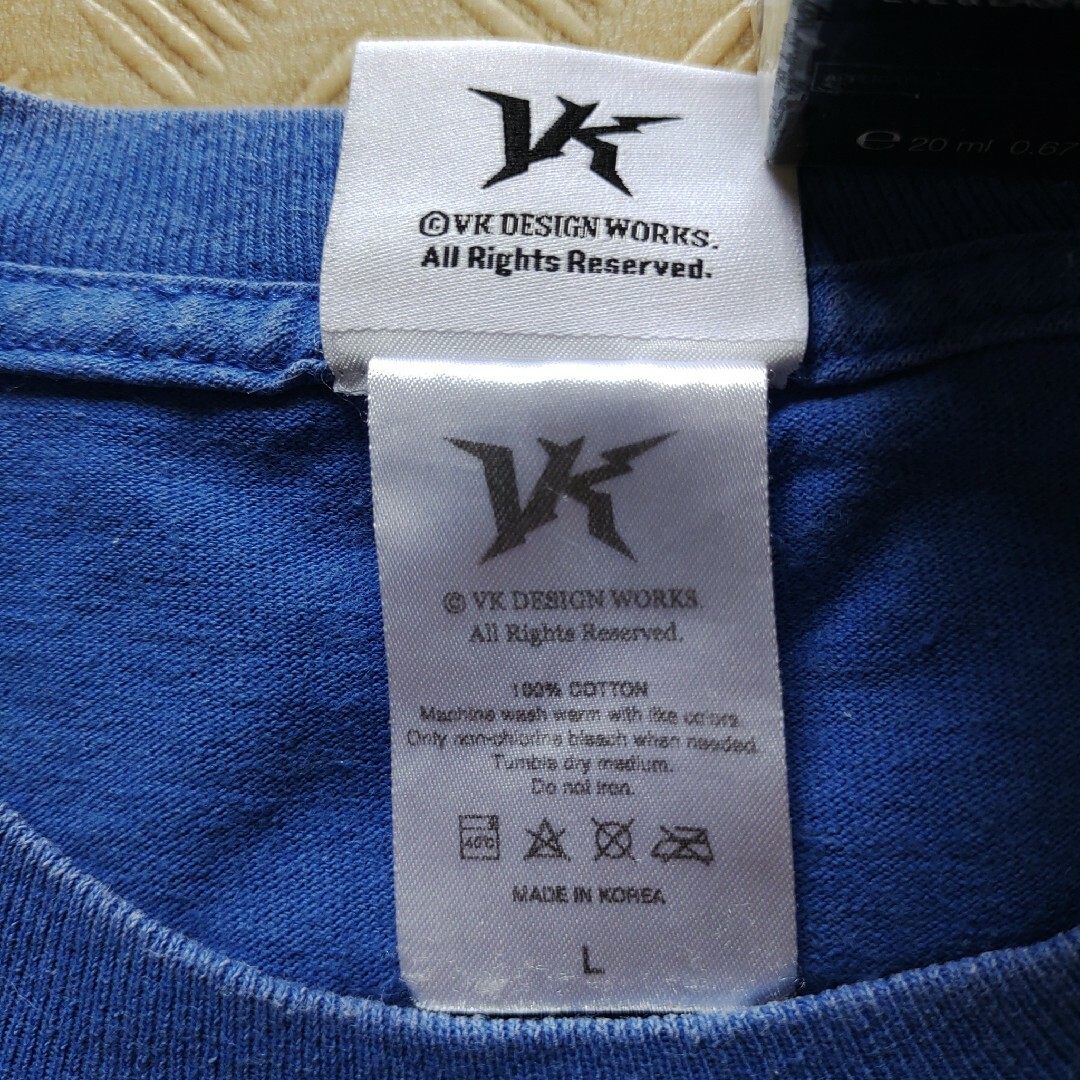 VK
© VK DESIGN WORKS.
All Rights Reserved.
℮ 20 ml 0.67
VK
© VK DESIGN WORKS.
All Rights Reserved.
100% COTTON
Machine wash warm with like colors.
Only non-chlorine bleach when needed.
Tumble dry medium.
Do not iron.
40°C
MADE IN KOREA
L